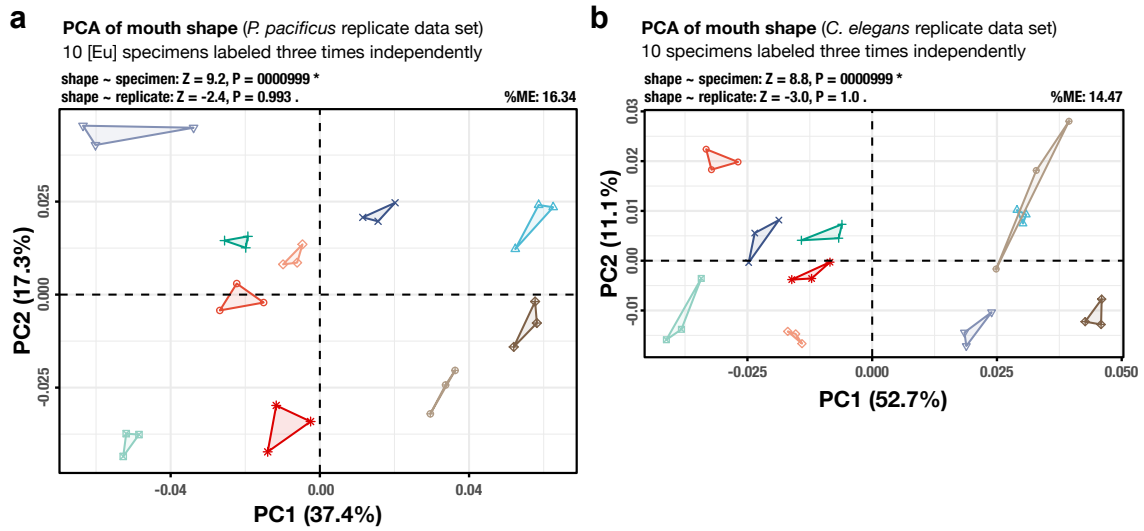 a
PCA of mouth shape (P. pacificus replicate data set)
10 [Eu] specimens labeled three times independently
shape ~ specimen: Z = 9.2, P = 0000999 *
shape ~ replicate: Z = -2.4, P = 0.993 .
%ME: 16.34
PC2 (17.3%)
0.025
0.000
-0.025
-0.04
0.00
0.04
PC1 (37.4%)
b
PCA of mouth shape (C. elegans replicate data set)
10 specimens labeled three times independently
shape ~ specimen: Z = 8.8, P = 0000999 *
shape ~ replicate: Z = -3.0, P = 1.0 .
%ME: 14.47
PC2 (11.1%)
0.03
0.02
0.01
0.00
-0.01
-0.025
0.000
0.025
0.050
PC1 (52.7%)